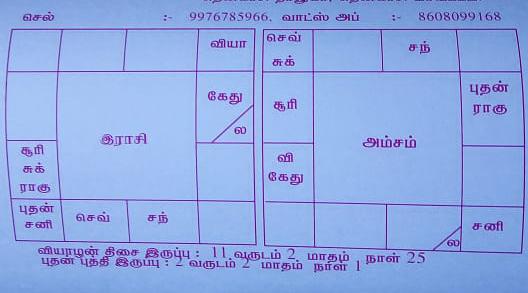 செல் :- 9976785966, வாட்ஸ் அப் :- 8608099168
வியா
செவ்
சுக்
சந்
கேது
ல
சூரி
புதன்
ராகு
இராசி
அம்சம்
சூரி
சுக்
ராகு
வி
கேது
புதன்
சனி
செவ்
சந்
ல
சனி
வியாழன் திசை இருப்பு : 11 வருடம் 2 மாதம் நாள் 25
புதன் புத்தி இருப்பு : 2 வருடம் 2 மாதம் நாள் 1